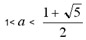 1< a < (1 + √5)/2